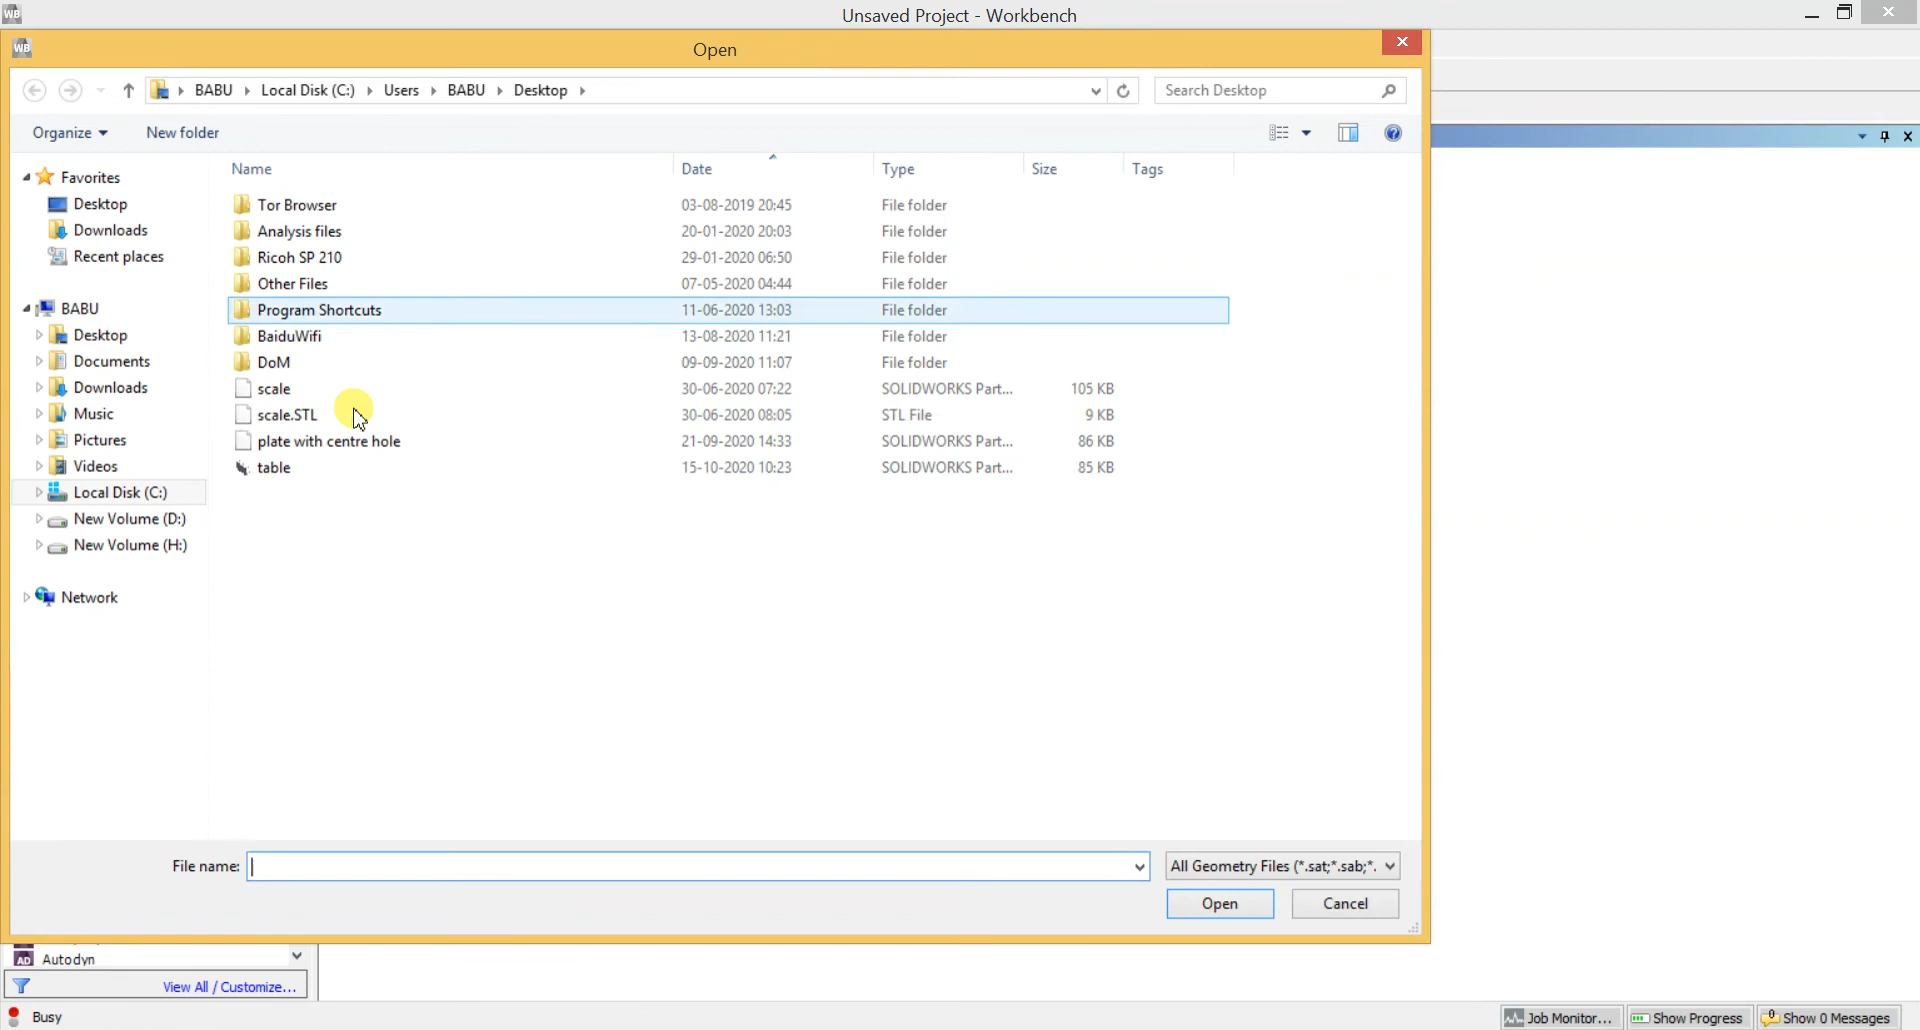 WB Unsaved Project - Workbench
WB Open
BABU Local Disk (C:) Users BABU Desktop Search Desktop
Organize New folder
Name Date Type Size Tags
Favorites
Desktop
Downloads
Recent places
BABU
Desktop
Documents
Downloads
Music
Pictures
Videos
Local Disk (C:)
New Volume (D:)
New Volume (H:)
Network
Tor Browser 03-08-2019 20:45 File folder
Analysis files 20-01-2020 20:03 File folder
Ricoh SP 210 29-01-2020 06:50 File folder
Other Files 07-05-2020 04:44 File folder
Program Shortcuts 11-06-2020 13:03 File folder
BaiduWifi 13-08-2020 11:21 File folder
DoM 09-09-2020 11:07 File folder
scale 30-06-2020 07:22 SOLIDWORKS Part... 105 KB
scale.STL 30-06-2020 08:05 STL File 9 KB
plate with centre hole 21-09-2020 14:33 SOLIDWORKS Part... 86 KB
table 15-10-2020 10:23 SOLIDWORKS Part... 85 KB
File name: All Geometry Files (*.sat;*.sab;*.
Open Cancel
AD Autodyn
View All / Customize...
Busy Job Monitor... Show Progress 0 Show 0 Messages